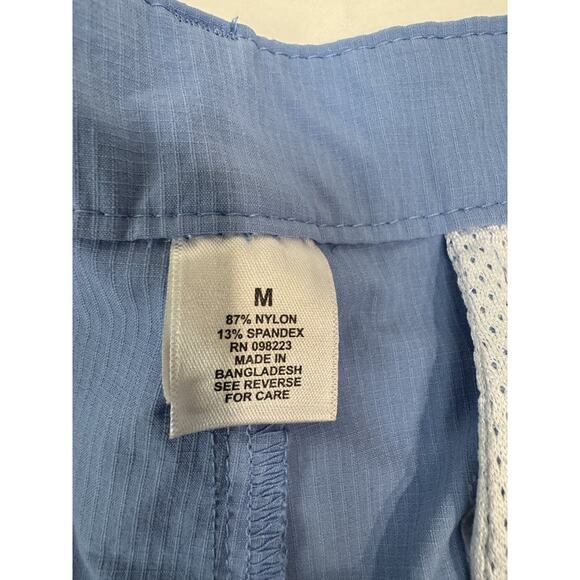 M
87% NYLON
13% SPANDEX
RN 098223
MADE IN
BANGLADESH
SEE REVERSE
FOR CARE